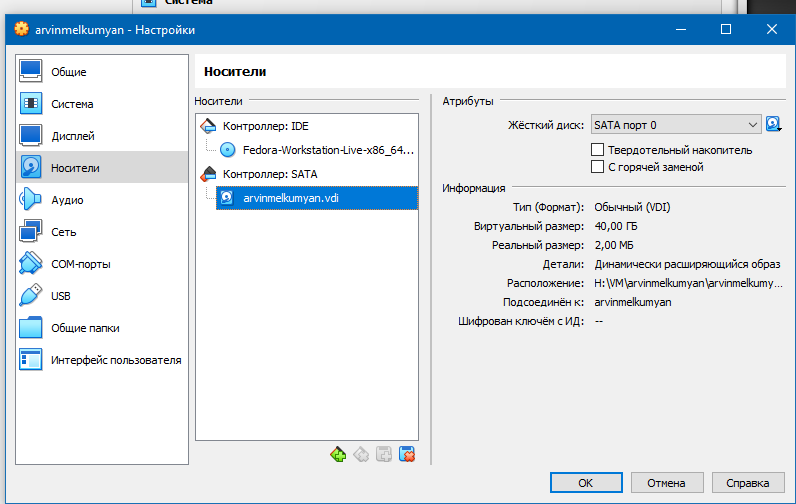 Система
arvinmelkumyan - Настройки
Общие
Система
Дисплей
Носители
Аудио
Сеть
COM-порты
USB
Общие папки
Интерфейс пользователя
Носители
Носители
Контроллер: IDE
Fedora-Workstation-Live-x86_64...
Контроллер: SATA
arvinmelkumyan.vdi
Атрибуты
Жёсткий диск: SATA порт 0
Твердотельный накопитель
С горячей заменой
Информация
Тип (Формат): Обычный (VDI)
Виртуальный размер: 40,00 ГБ
Реальный размер: 2,00 МБ
Детали: Динамически расширяющийся образ
Расположение: H:\VM\arvinmelkumyan\arvinmelkumy...
Подсоединён к: arvinmelkumyan
Шифрован ключём с ИД: --
OK
Отмена
Справка